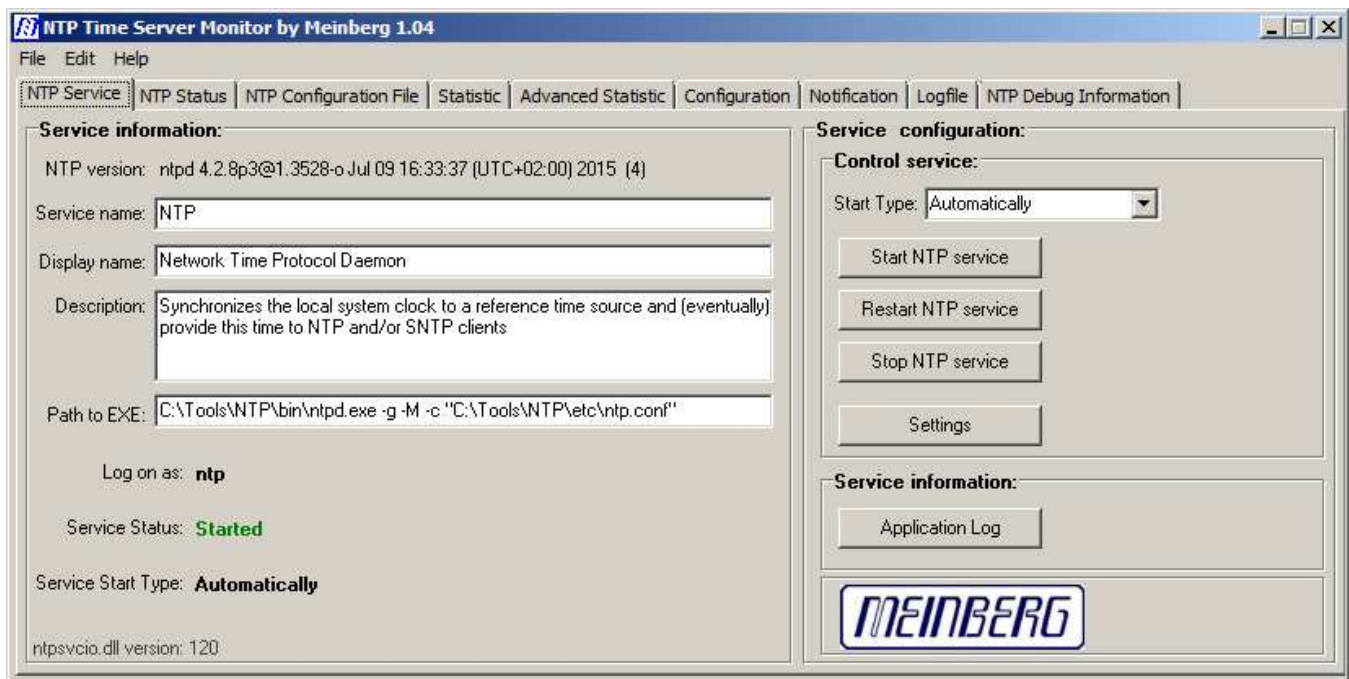 NTP Time Server Monitor by Meinberg 1.04
File Edit Help
NTP Service NTP Status NTP Configuration File Statistic Advanced Statistic Configuration Notification Logfile NTP Debug Information
Service information:
NTP version: ntpd 4.2.8p3@1.3528-o Jul 09 16:33:37 (UTC+02:00) 2015 (4)
Service name: NTP
Display name: Network Time Protocol Daemon
Description: Synchronizes the local system clock to a reference time source and (eventually)
provide this time to NTP and/or SNTP clients
Path to EXE: C:\Tools\NTP\bin\ntpd.exe -g -M -c "C:\Tools\NTP\etc\ntp.conf"
Log on as: ntp
Service Status: Started
Service Start Type: Automatically
ntpsvcio.dll version: 120
Service configuration:
Control service:
Start Type: Automatically
Start NTP service
Restart NTP service
Stop NTP service
Settings
Service information:
Application Log
MEINBERG